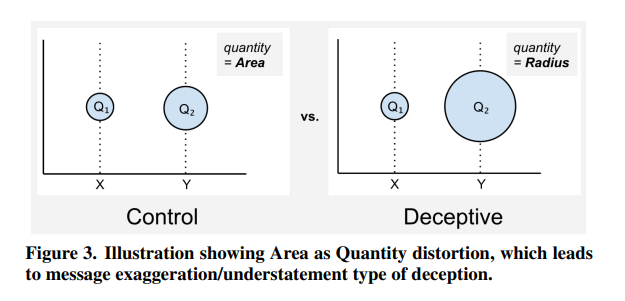 quantity
= Area
Q1
Q2
X
Y
Control
vs.
quantity
= Radius
Q1
Q2
X
Y
Deceptive
Figure 3. Illustration showing Area as Quantity distortion, which leads
to message exaggeration/understatement type of deception.